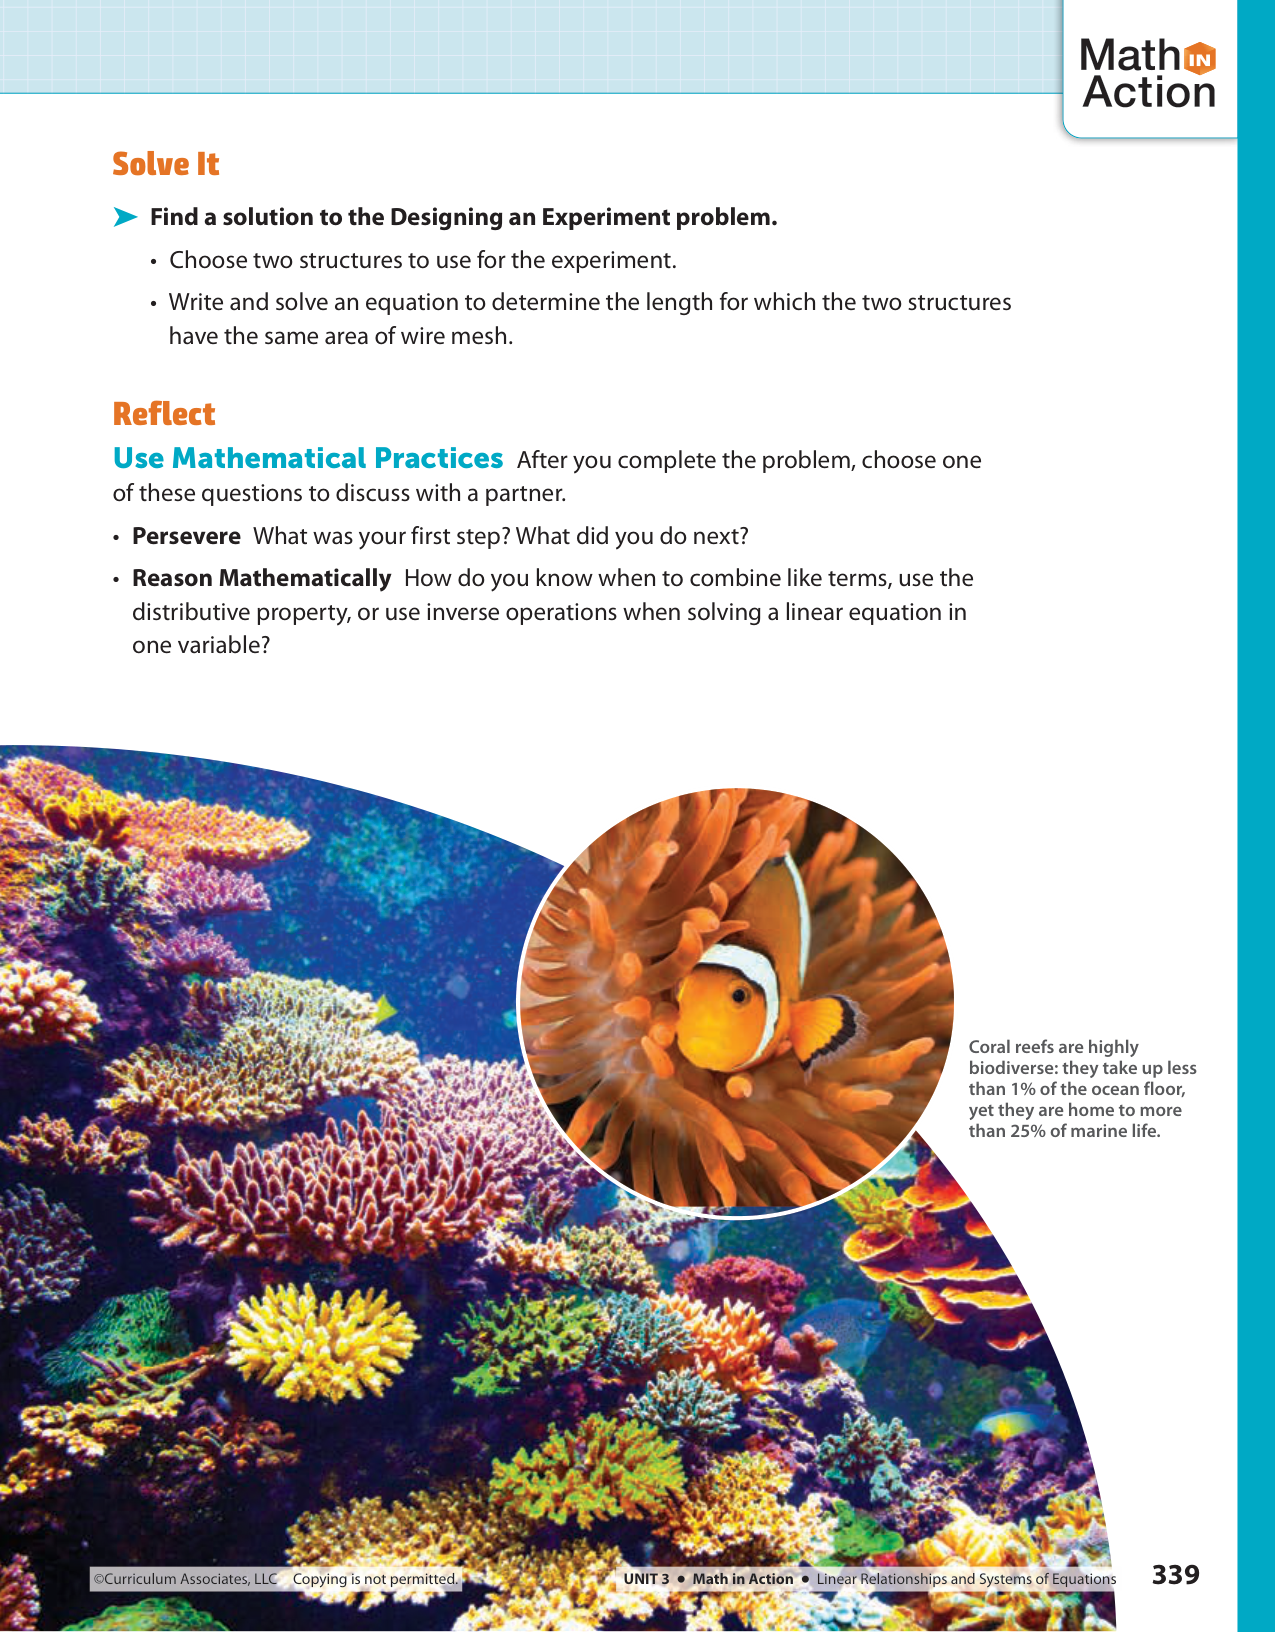 Math IN
Action
Solve It
➤ Find a solution to the Designing an Experiment problem.
• Choose two structures to use for the experiment.
• Write and solve an equation to determine the length for which the two structures
have the same area of wire mesh.
Reflect
Use Mathematical Practices After you complete the problem, choose one
of these questions to discuss with a partner.
• Persevere What was your first step? What did you do next?
• Reason Mathematically How do you know when to combine like terms, use the
distributive property, or use inverse operations when solving a linear equation in
one variable?
Coral reefs are highly
biodiverse: they take up less
than 1% of the ocean floor,
yet they are home to more
than 25% of marine life.
©Curriculum Associates, LLC Copying is not permitted.
UNIT 3 • Math in Action • Linear Relationships and Systems of Equations
339